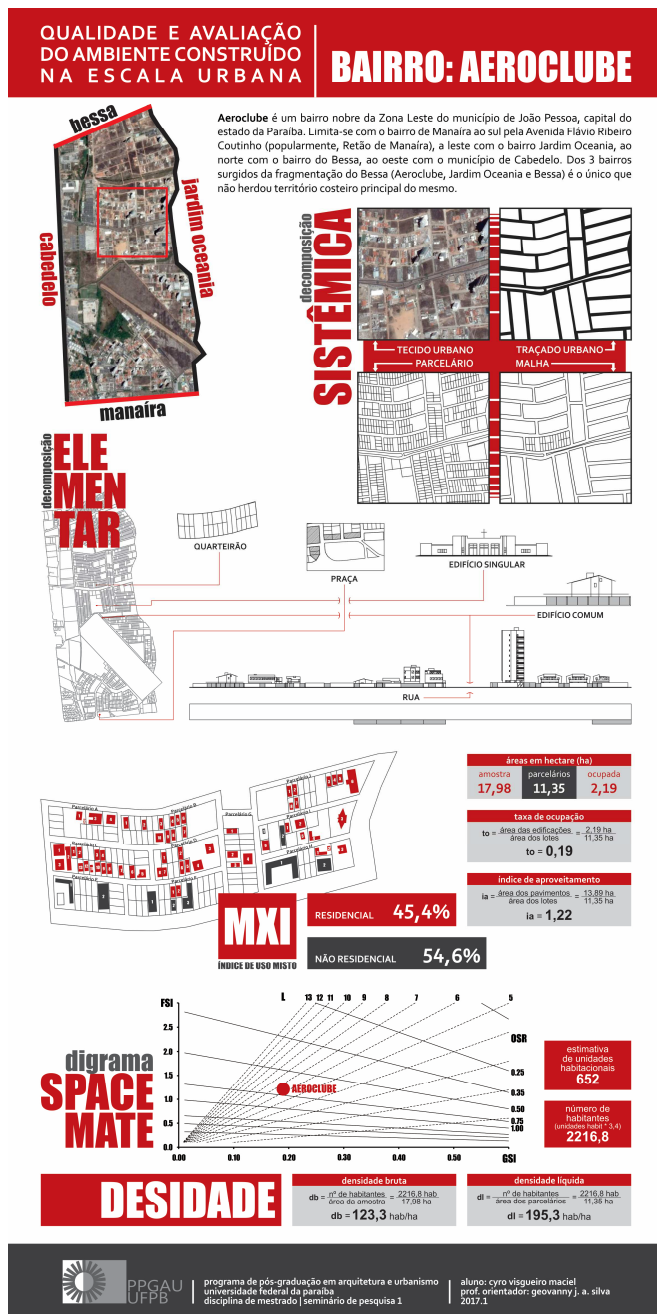 QUALIDADE E AVALIAÇÃO
DO AMBIENTE CONSTRUÍDO
NA ESCALA URBANA
BAIRRO: AEROCLUBE
Aeroclube é um bairro nobre da Zona Leste do município de João Pessoa, capital do
estado da Paraíba. Limita-se com o bairro de Manaíra ao sul pela Avenida Flávio Ribeiro
Coutinho (popularmente, Retão de Manaíra), a leste com o bairro Jardim Oceania, ao
norte com o bairro do Bessa, ao oeste com o município de Cabedelo. Dos 3 bairros
surgidos da fragmentação do Bessa (Aeroclube, Jardim Oceania e Bessa) é o único que
não herdou território costeiro principal do mesmo.
bessa
jardim oceania
cabedelo
manaíra
decomposição
SISTÊMICA
TECIDO URBANO
TRAÇADO URBANO
PARCELÁRIO
MALHA
decomposição
ELE
MEN
TAR
QUARTEIRÃO
PRAÇA
EDIFÍCIO SINGULAR
EDIFÍCIO COMUM
RUA
Parcelário A
Parcelário B
Parcelário G
áreas em hectare (ha)
amostra
parcelários
ocupada
17,98
11,35
2,19
taxa de ocupação
to = área das edificações / área dos lotes = 2,19 ha / 11,35 ha
to = 0,19
índice de aproveitamento
ia = área dos pavimentos / área dos lotes = 13,89 ha / 11,35 ha
ia = 1,22
MXI
ÍNDICE DE USO MISTO
RESIDENCIAL 45,4%
NÃO RESIDENCIAL 54,6%
digrama
SPACE
MATE
FSI
L
13 12 11 10 9 8 7 6 5
OSR
2.5
2.0
1.5
1.0
0.5
0.0
AEROCLUBE
0.25
0.35
0.50
0.75
1.00
0.00 0.10 0.20 0.30 0.40 0.50
GSI
estimativa
de unidades
habitacionais
652
número de
habitantes
(unidades habit * 3,4)
2216,8
DESIDADE
densidade bruta
db = nº de habitantes / área da amostra = 2216,8 hab / 17,98 ha
db = 123,3 hab/ha
densidade líquida
dl = nº de habitantes / área dos parcelários = 2216,8 hab / 11,35 ha
dl = 195,3 hab/ha
PPGAU
UFPB
programa de pós-graduação em arquitetura e urbanismo
universidade federal da paraíba
disciplina de mestrado | seminário de pesquisa 1
aluno: cyro visgueiro maciel
prof. orientador: geovanny j. a. silva
2017.1